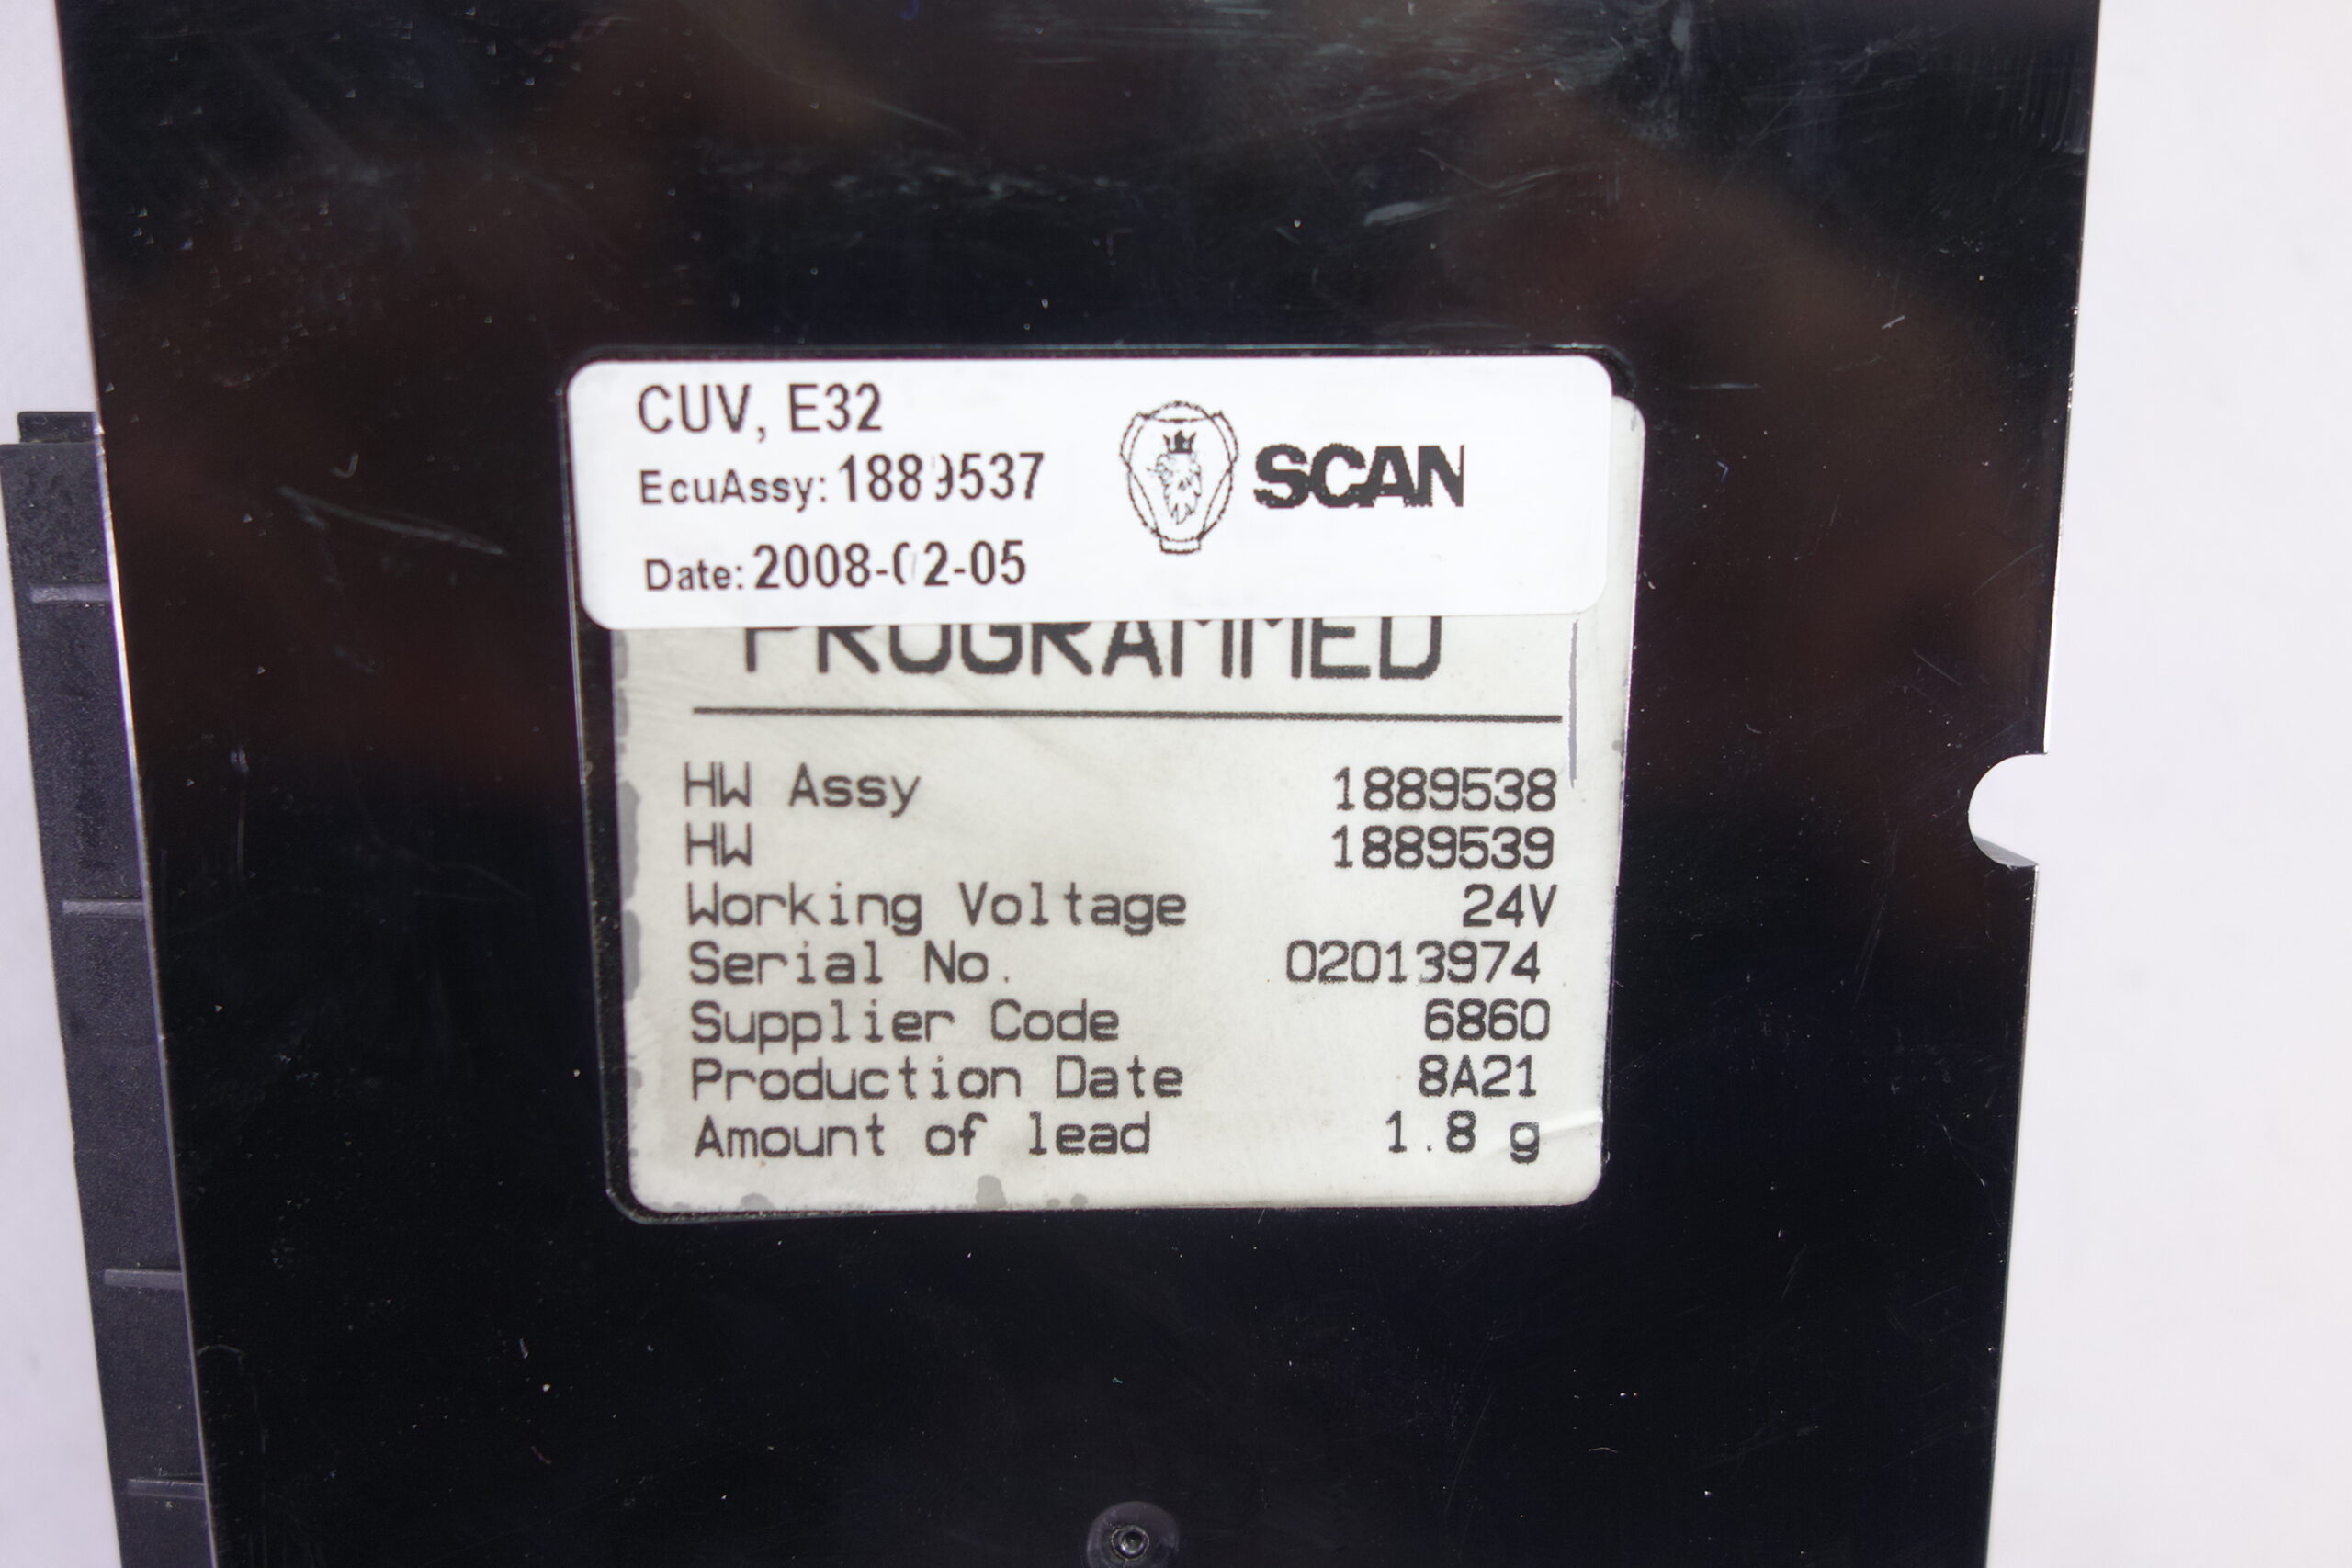 CUV, E32
EcuAssy: 1889537
SCAN
Date: 2008-02-05
PROGRAMMED
HW Assy 1889538
HW 1889539
Working Voltage 24V
Serial No. 02013974
Supplier Code 6860
Production Date 8A21
Amount of lead 1.8 g